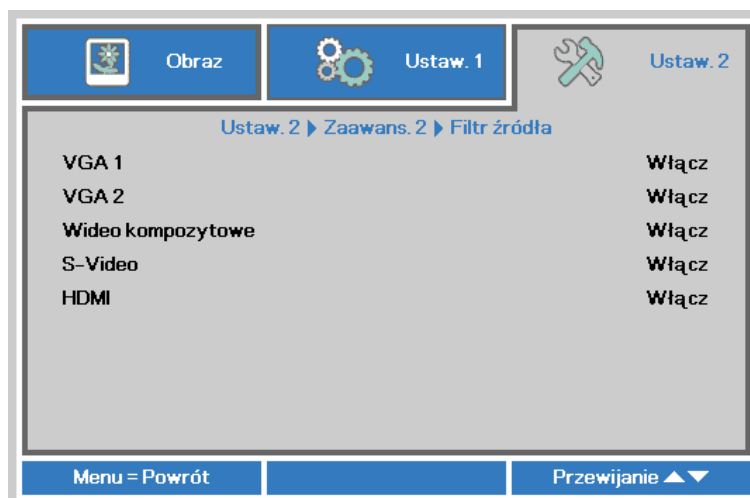 Obraz Ustaw. 1 Ustaw. 2
Ustaw. 2 ▶ Zaawans. 2 ▶ Filtr źródła
VGA 1 Włącz
VGA 2 Włącz
Wideo kompozytowe Włącz
S-Video Włącz
HDMI Włącz
Menu = Powrót Przewijanie ▲▼